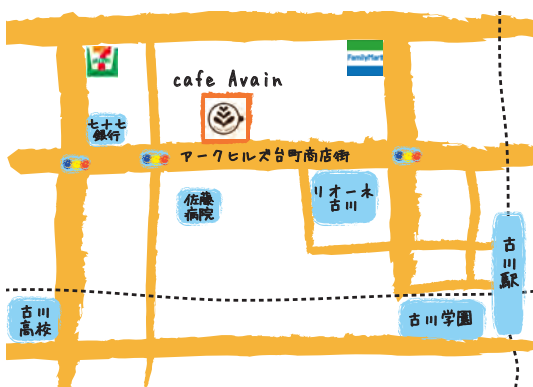 7
ELEVEN
FamilyMart
cafe Avain
七十七
銀行
アークヒルズ台町商店街
佐藤
病院
リオーネ
古川
古川駅
古川
高校
古川学園